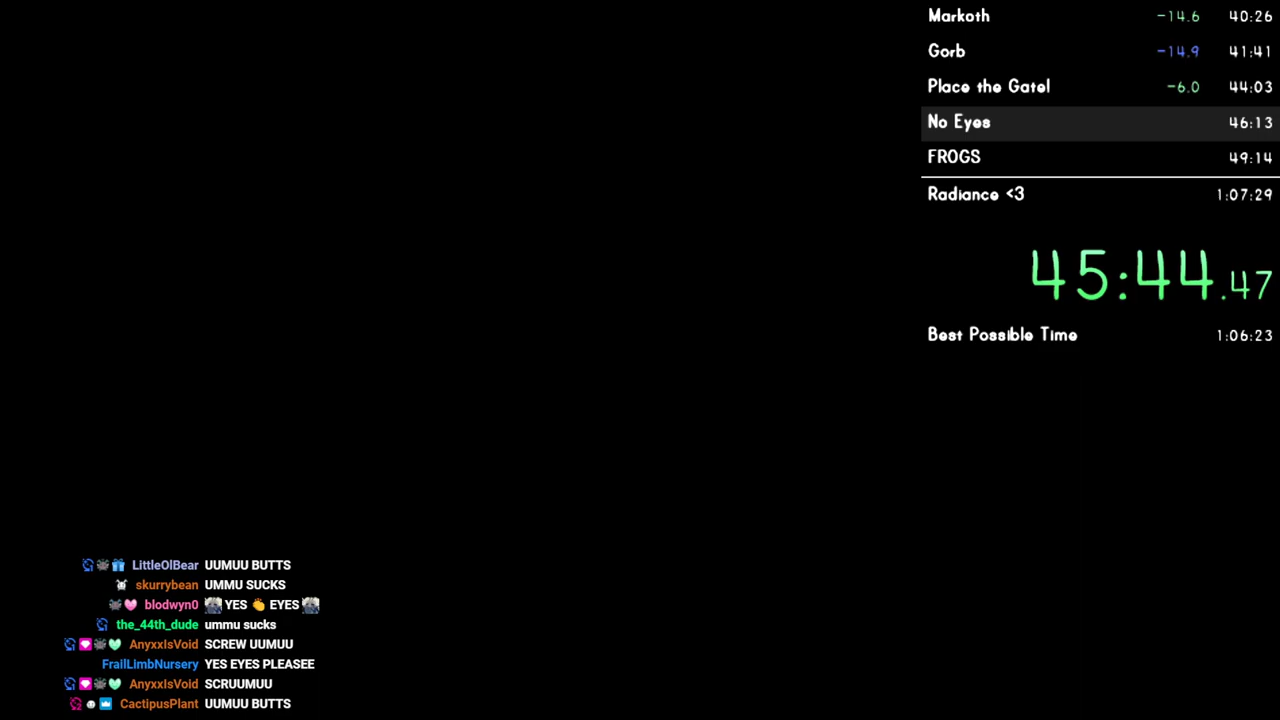 Markoth -14.6 40:26
Gorb -14.9 41:41
Place the Gate! -6.0 44:03
No Eyes 46:13
FROGS 49:14
Radiance <3 1:07:29
45:44.47
Best Possible Time 1:06:23
LittleOlBear UUMUU BUTTS
skurrybean UMMU SUCKS
blodwyn0 YES 👏 EYES
the_44th_dude ummu sucks
AnyxxIsVoid SCREW UUMUU
FrailLimbNursery YES EYES PLEASEE
AnyxxIsVoid SCRUUMUU
CactipusPlant UUMUU BUTTS